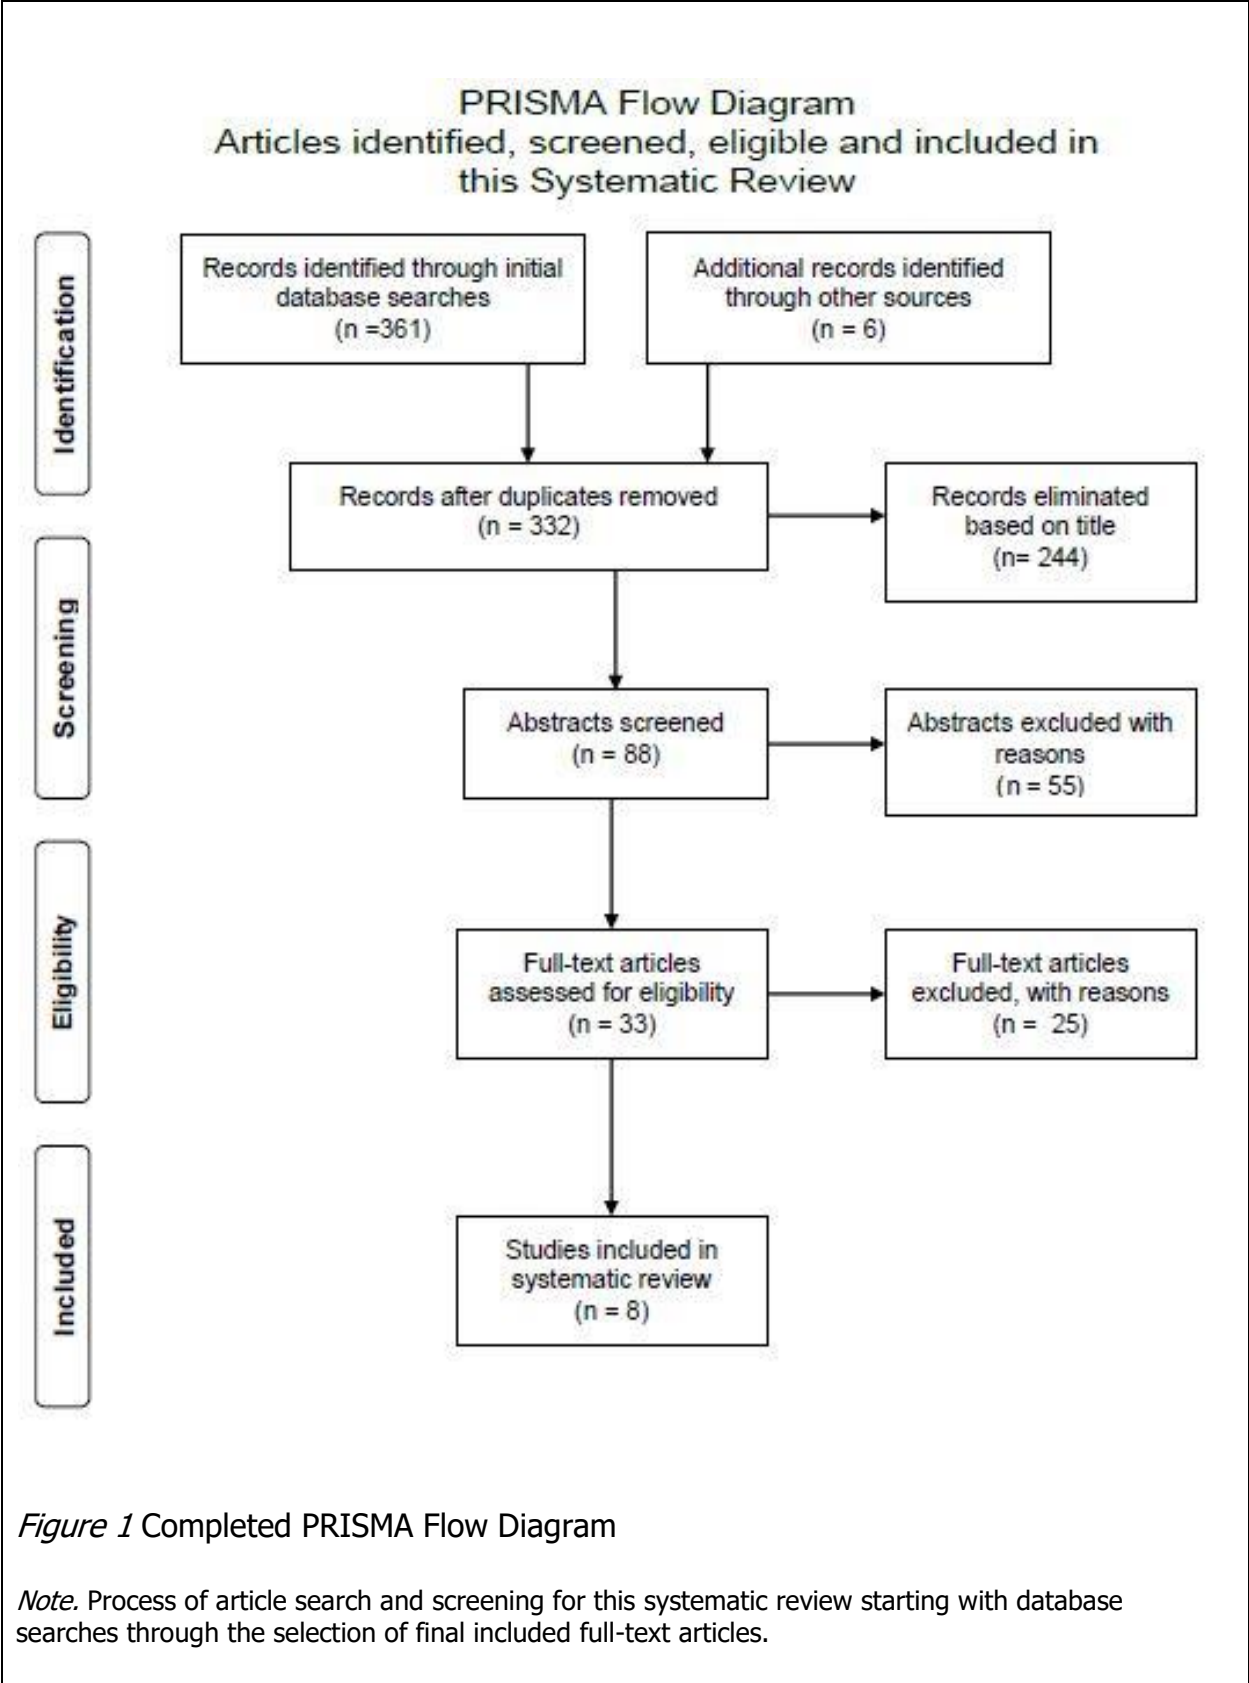 PRISMA Flow Diagram
Articles identified, screened, eligible and included in
this Systematic Review
Identification
Records identified through initial
database searches
(n =361)
Additional records identified
through other sources
(n = 6)
Records after duplicates removed
(n = 332)
Records eliminated
based on title
(n= 244)
Screening
Abstracts screened
(n = 88)
Abstracts excluded with
reasons
(n = 55)
Eligibility
Full-text articles
assessed for eligibility
(n = 33)
Full-text articles
excluded, with reasons
(n =  25)
Included
Studies included in
systematic review
(n = 8)
Figure 1 Completed PRISMA Flow Diagram
Note. Process of article search and screening for this systematic review starting with database
searches through the selection of final included full-text articles.